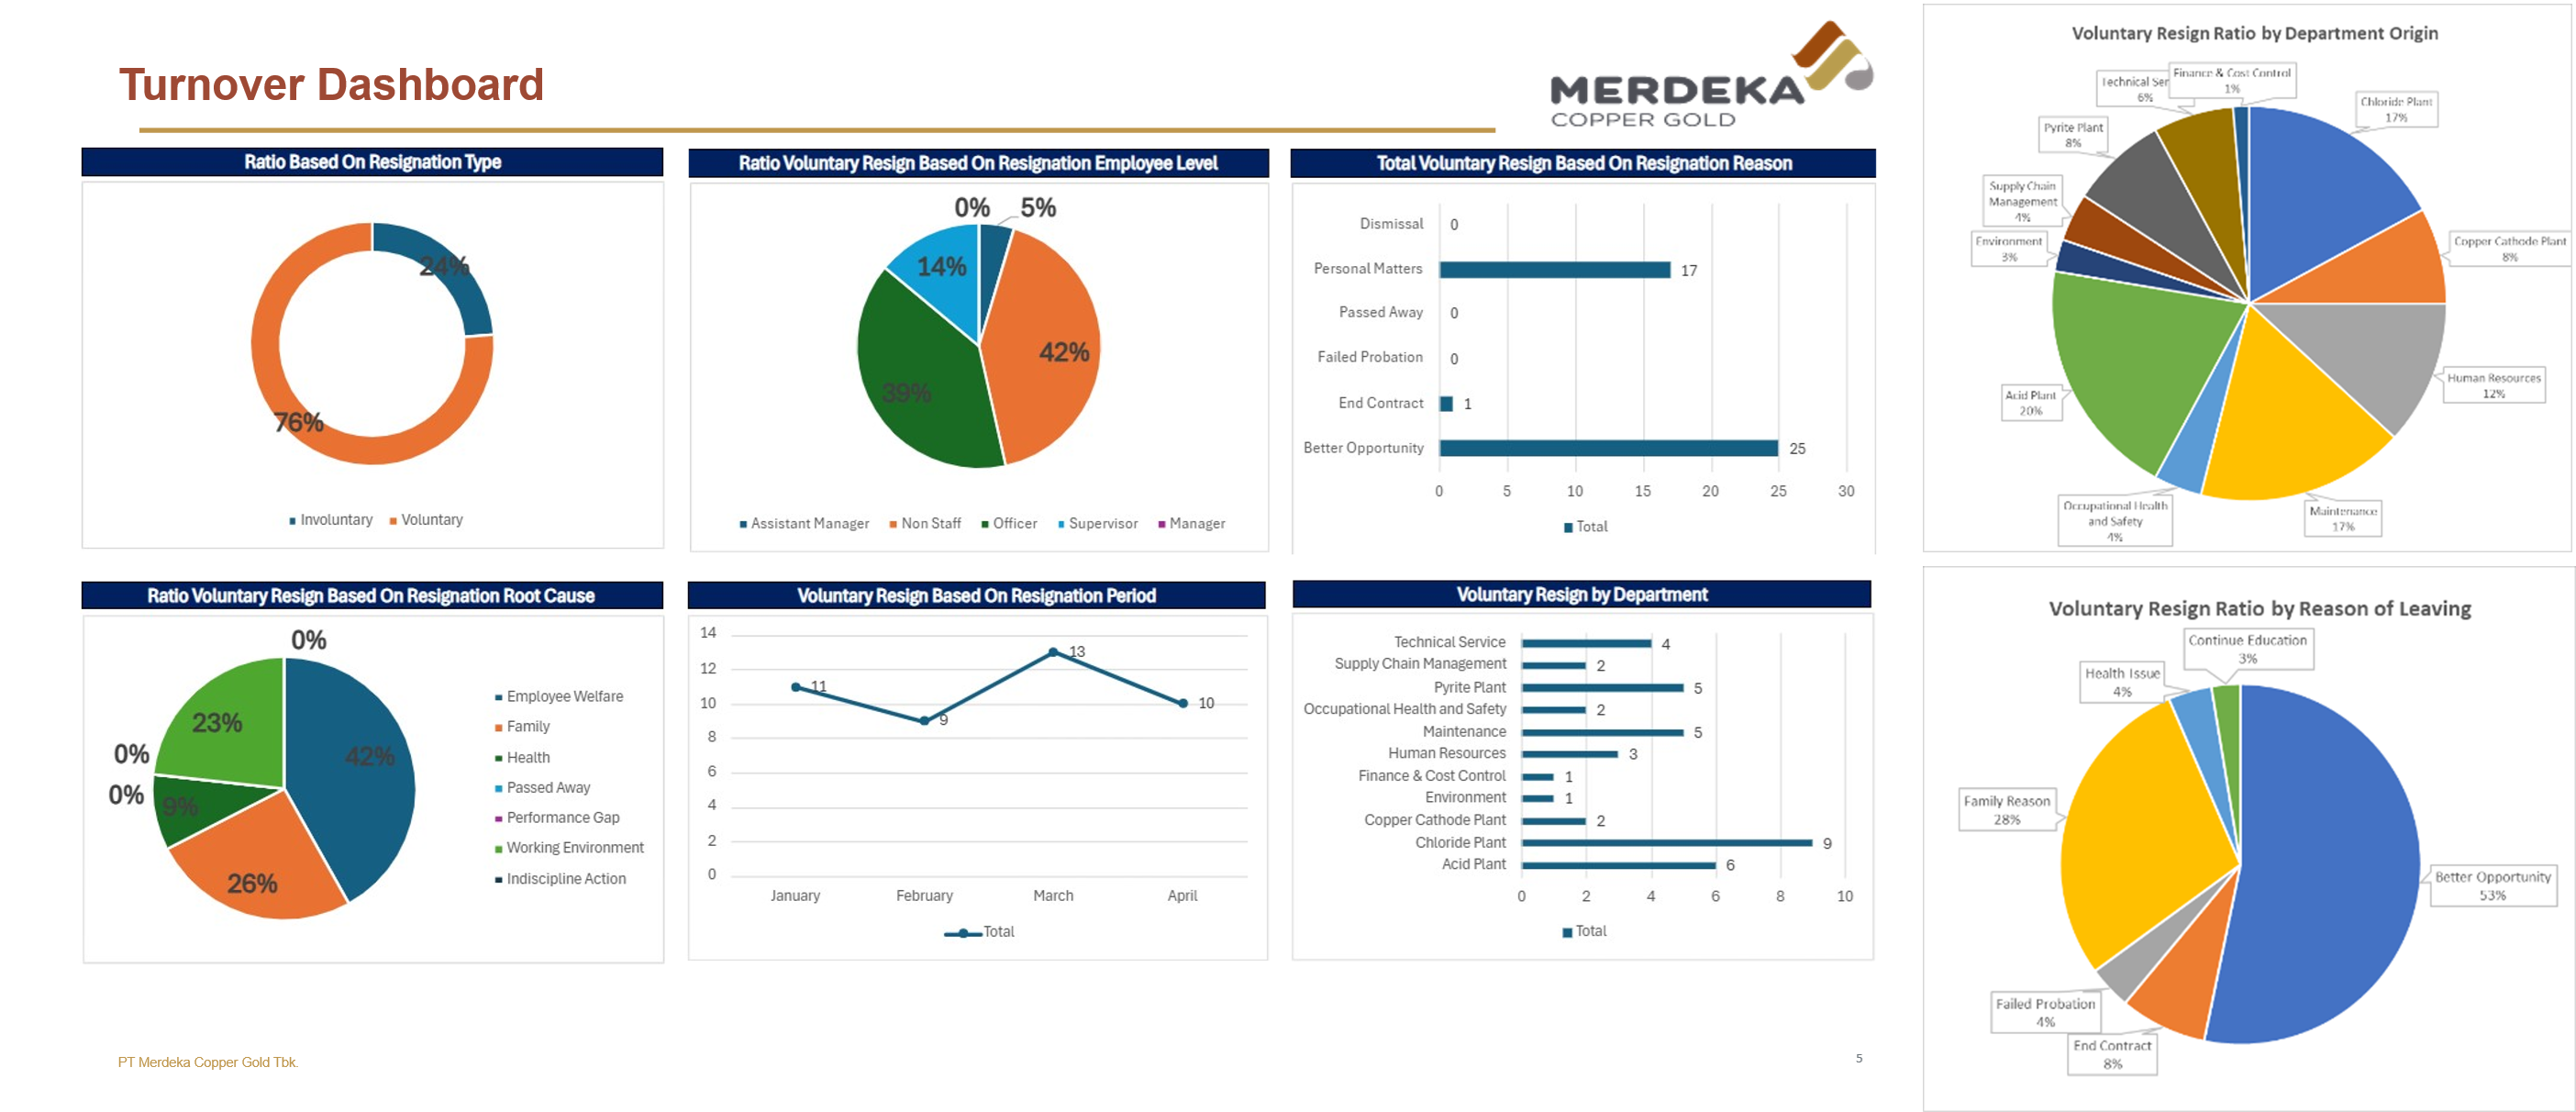 Turnover Dashboard
MERDEKA
COPPER GOLD
Ratio Based On Resignation Type
24%
76%
Involuntary
Voluntary
Ratio Voluntary Resign Based On Resignation Employee Level
0%
5%
14%
42%
39%
Assistant Manager
Non Staff
Officer
Supervisor
Manager
Total Voluntary Resign Based On Resignation Reason
Dismissal
0
Personal Matters
17
Passed Away
0
Failed Probation
0
End Contract
1
Better Opportunity
25
0 5 10 15 20 25 30
Total
Voluntary Resign Ratio by Department Origin
Technical Ser
6%
Finance & Cost Control
1%
Chloride Plant
17%
Pyrite Plant
8%
Supply Chain
Management
4%
Environment
3%
Copper Cathode Plant
8%
Human Resources
12%
Acid Plant
20%
Occupational Health
and Safety
4%
Maintenance
17%
Ratio Voluntary Resign Based On Resignation Root Cause
0%
23%
42%
0%
0%
9%
26%
Employee Welfare
Family
Health
Passed Away
Performance Gap
Working Environment
Indiscipline Action
Voluntary Resign Based On Resignation Period
14
12
10
8
6
4
2
0
11
9
13
10
January February March April
Total
Voluntary Resign by Department
Technical Service
4
Supply Chain Management
2
Pyrite Plant
5
Occupational Health and Safety
2
Maintenance
5
Human Resources
3
Finance & Cost Control
1
Environment
1
Copper Cathode Plant
2
Chloride Plant
9
Acid Plant
6
0 2 4 6 8 10
Total
Voluntary Resign Ratio by Reason of Leaving
Continue Education
3%
Health Issue
4%
Family Reason
28%
Better Opportunity
53%
Failed Probation
4%
End Contract
8%
PT Merdeka Copper Gold Tbk.
5